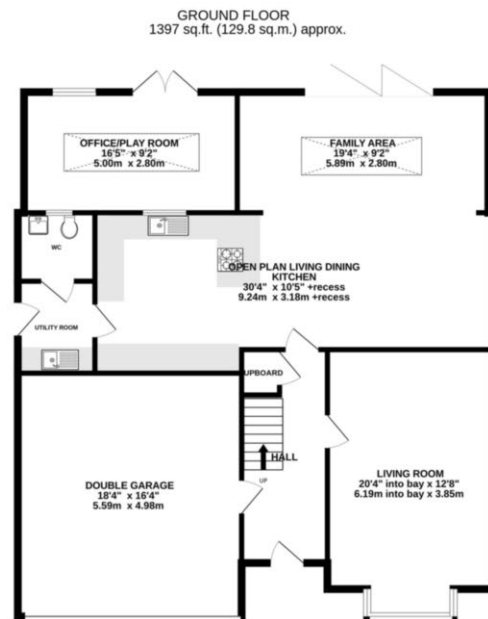 GROUND FLOOR
1397 sq.ft. (129.8 sq.m.) approx.
OFFICE/PLAY ROOM
16'5" x 9'2"
5.00m x 2.80m
FAMILY AREA
19'4" x 9'2"
5.89m x 2.80m
WC
OPEN PLAN LIVING DINING
KITCHEN
30'4" x 10'5" +recess
9.24m x 3.18m +recess
UTILITY ROOM
UPBOARD
HALL
UP
DOUBLE GARAGE
18'4" x 16'4"
5.59m x 4.98m
LIVING ROOM
20'4" into bay x 12'8"
6.19m into bay x 3.85m